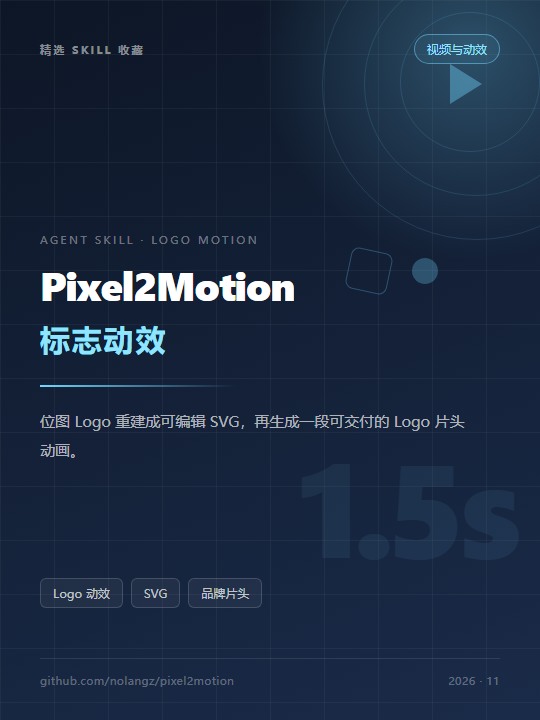 精选 SKILL 收藏
视频与动效
AGENT SKILL · LOGO MOTION
Pixel2Motion
标志动效
位图 Logo 重建成可编辑 SVG，再生成一段可交付的 Logo 片头
动画。
1.5s
Logo 动效
SVG
品牌片头
github.com/nolangz/pixel2motion
2026 · 11